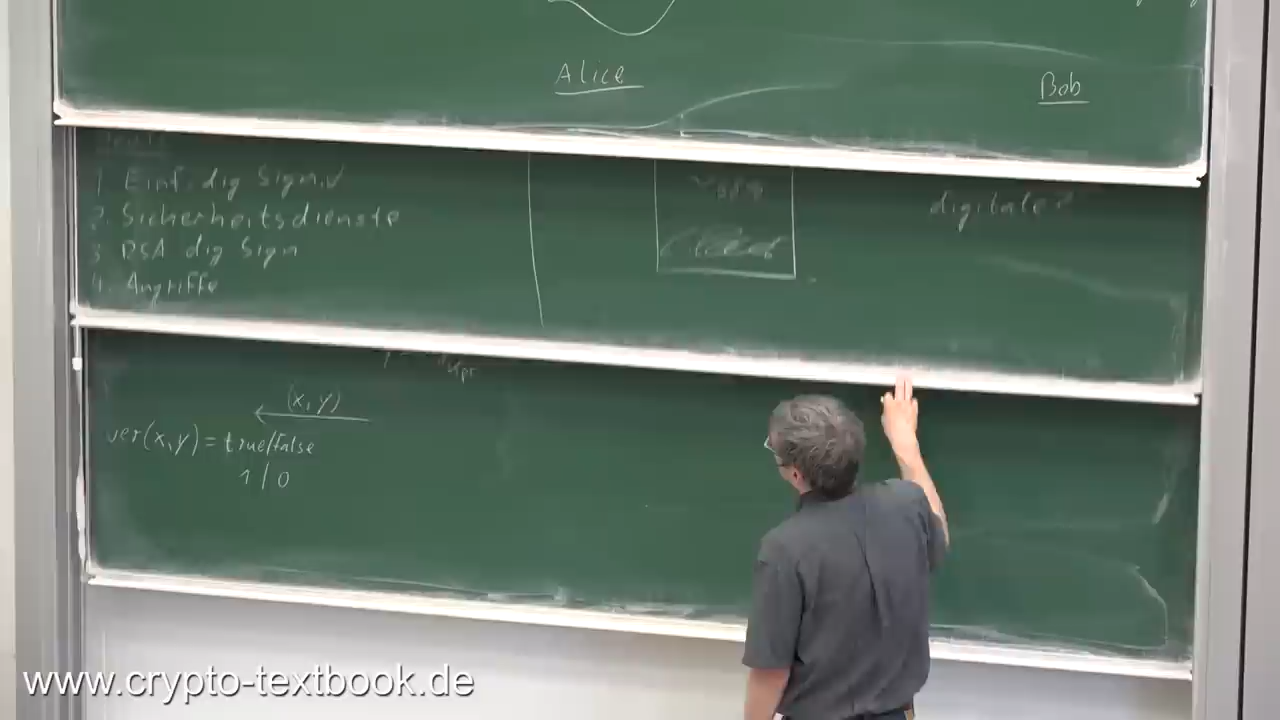 Alice
Bob
1. Einf. dig Sign. √
2. Sicherheitsdienste
3 RSA dig Sign
4. Angriffe
digitale?
(x, y)
ver(x,y) = true/false
1 / 0
www.crypto-textbook.de